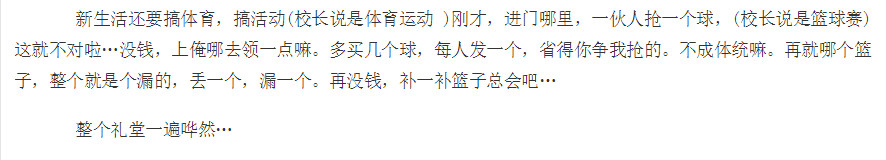 新生活还要搞体育，搞活动(校长说是体育运动 )刚才，进门哪里，一伙人抢一个球，(校长说是篮球赛)
这就不对啦…没钱，上俺哪去领一点嘛。多买几个球，每人发一个，省得你争我抢的。不成体统嘛。再就哪个篮
子，整个就是个漏的，丢一个，漏一个。再没钱，补一补篮子总会吧…
整个礼堂一遍哗然…